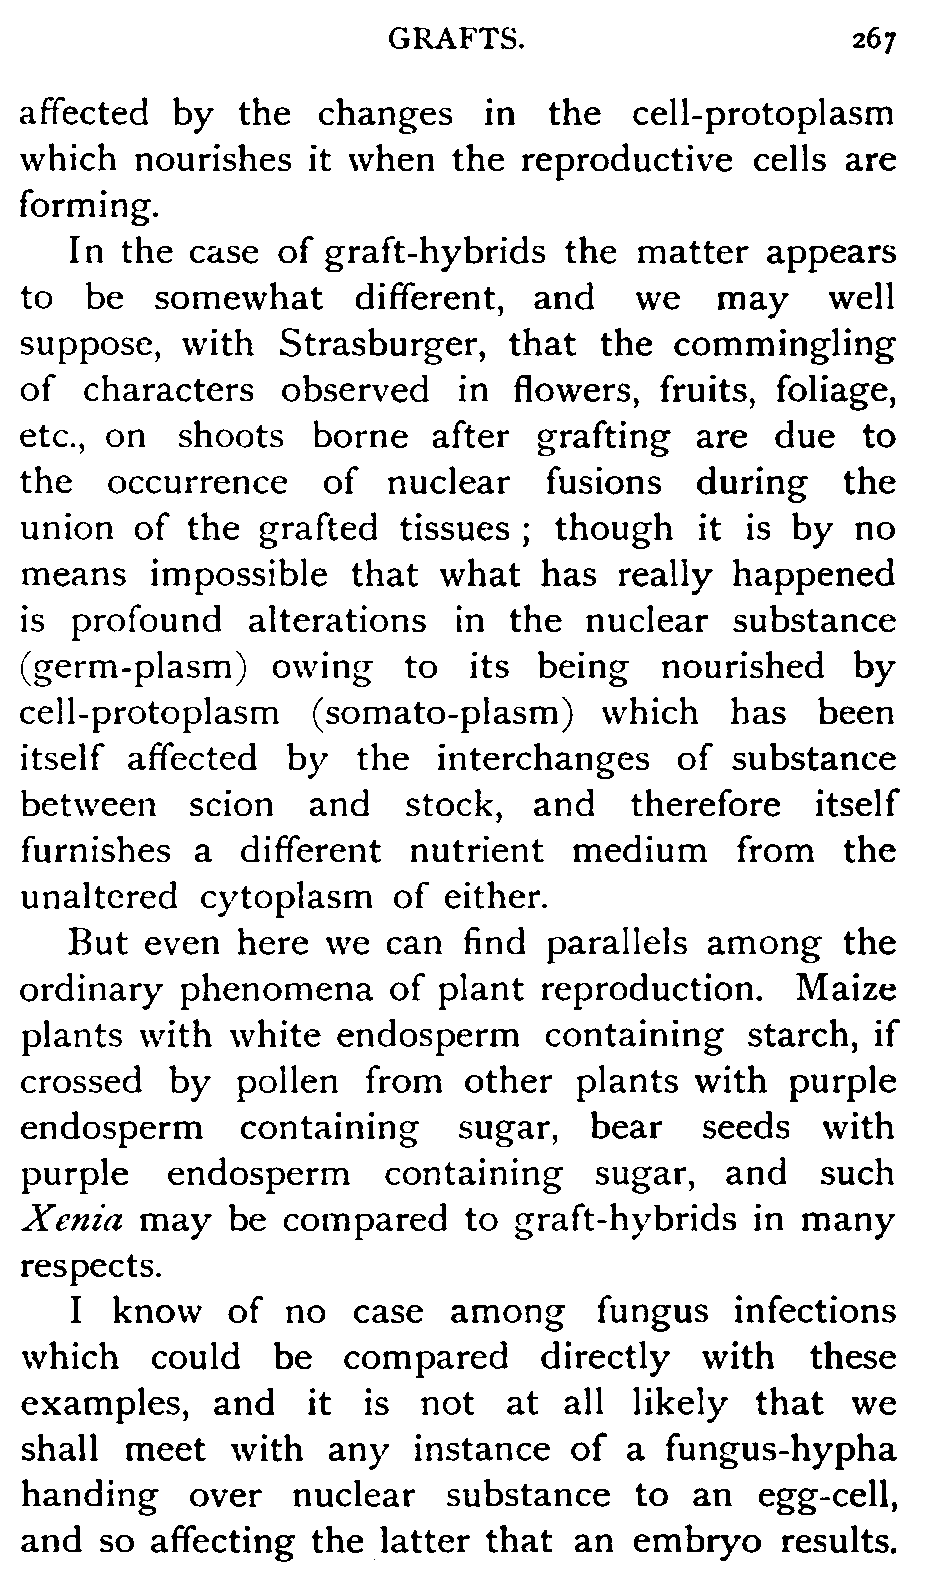 GRAFTS. 267
affected by the changes in the cell-protoplasm
which nourishes it when the reproductive cells are
forming.
In the case of graft-hybrids the matter appears
to be somewhat different, and we may well
suppose, with Strasburger, that the commingling
of characters observed in flowers, fruits, foliage,
etc., on shoots borne after grafting are due to
the occurrence of nuclear fusions during the
union of the grafted tissues ; though it is by no
means impossible that what has really happened
is profound alterations in the nuclear substance
(germ-plasm) owing to its being nourished by
cell-protoplasm (somato-plasm) which has been
itself affected by the interchanges of substance
between scion and stock, and therefore itself
furnishes a different nutrient medium from the
unaltered cytoplasm of either.
But even here we can find parallels among the
ordinary phenomena of plant reproduction. Maize
plants with white endosperm containing starch, if
crossed by pollen from other plants with purple
endosperm containing sugar, bear seeds with
purple endosperm containing sugar, and such
Xenia may be compared to graft-hybrids in many
respects.
I know of no case among fungus infections
which could be compared directly with these
examples, and it is not at all likely that we
shall meet with any instance of a fungus-hypha
handing over nuclear substance to an egg-cell,
and so affecting the latter that an embryo results.